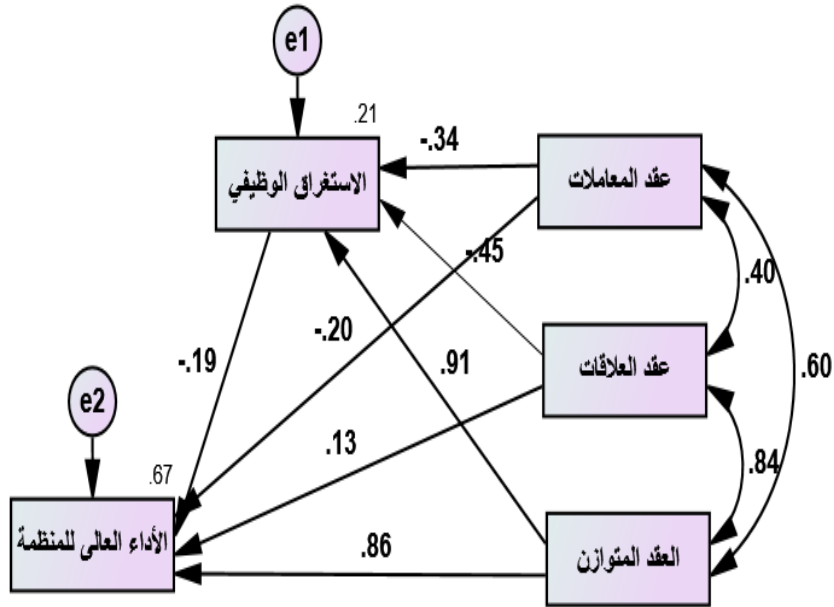 e1
.21
-.34
الاستغراق الوظيفي
عقد المعاملات
-.45
.40
-.20
-.19
.91
عقد العلاقات
.60
e2
.13
.84
.67
.86
الأداء العالى للمنظمة
العقد المتوازن